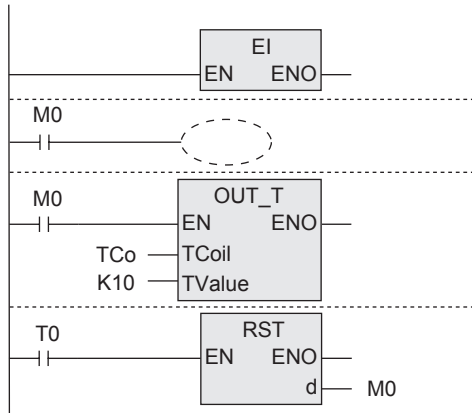 EI
EN ENO
M0
M0
OUT_T
EN ENO
TCo TCoil
K10 TValue
T0
RST
EN ENO
d M0